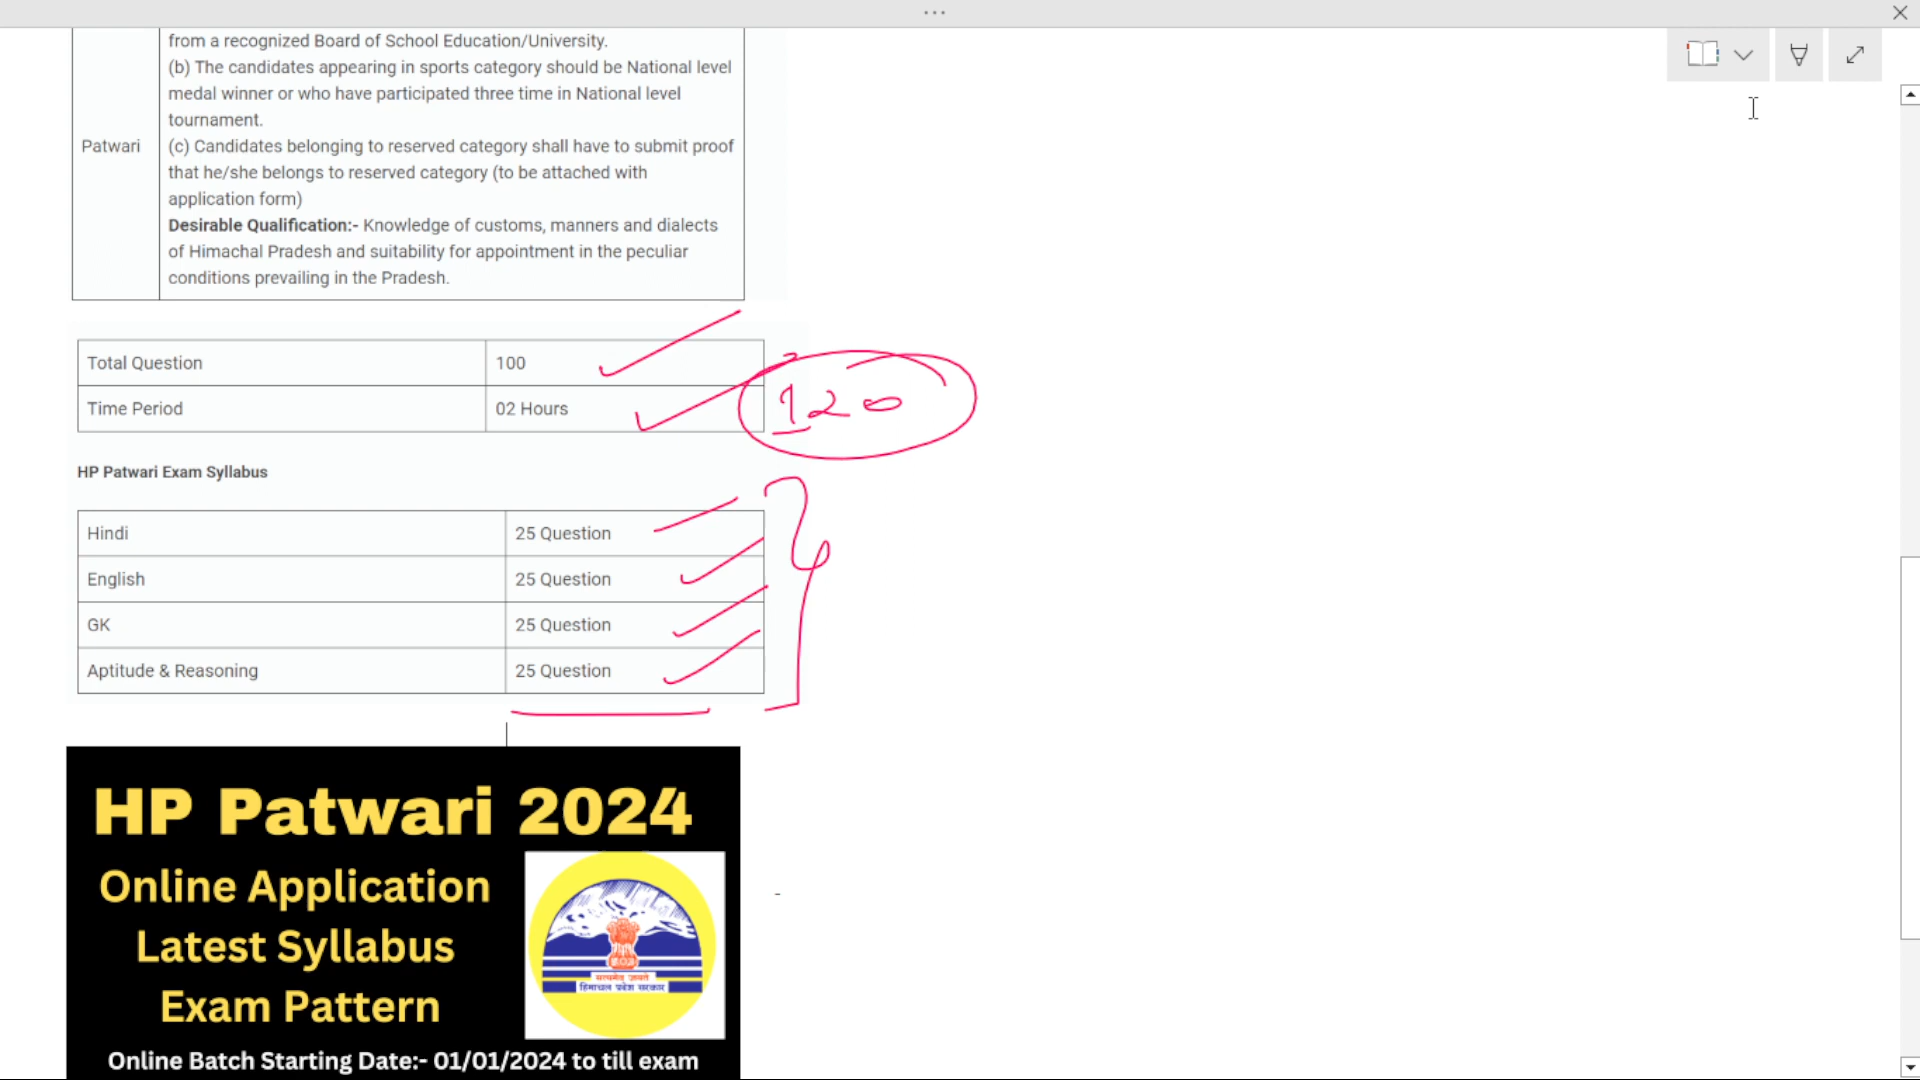 from a recognized Board of School Education/University.
(b) The candidates appearing in sports category should be National level
medal winner or who have participated three time in National level
tournament.
Patwari
(c) Candidates belonging to reserved category shall have to submit proof
that he/she belongs to reserved category (to be attached with
application form)
Desirable Qualification:- Knowledge of customs, manners and dialects
of Himachal Pradesh and suitability for appointment in the peculiar
conditions prevailing in the Pradesh.
Total Question 100
Time Period 02 Hours
120
HP Patwari Exam Syllabus
Hindi 25 Question
English 25 Question
GK 25 Question
Aptitude & Reasoning 25 Question
HP Patwari 2024
Online Application
Latest Syllabus
Exam Pattern
सत्यमेव जयते
हिमाचल प्रदेश सरकार
Online Batch Starting Date:- 01/01/2024 to till exam